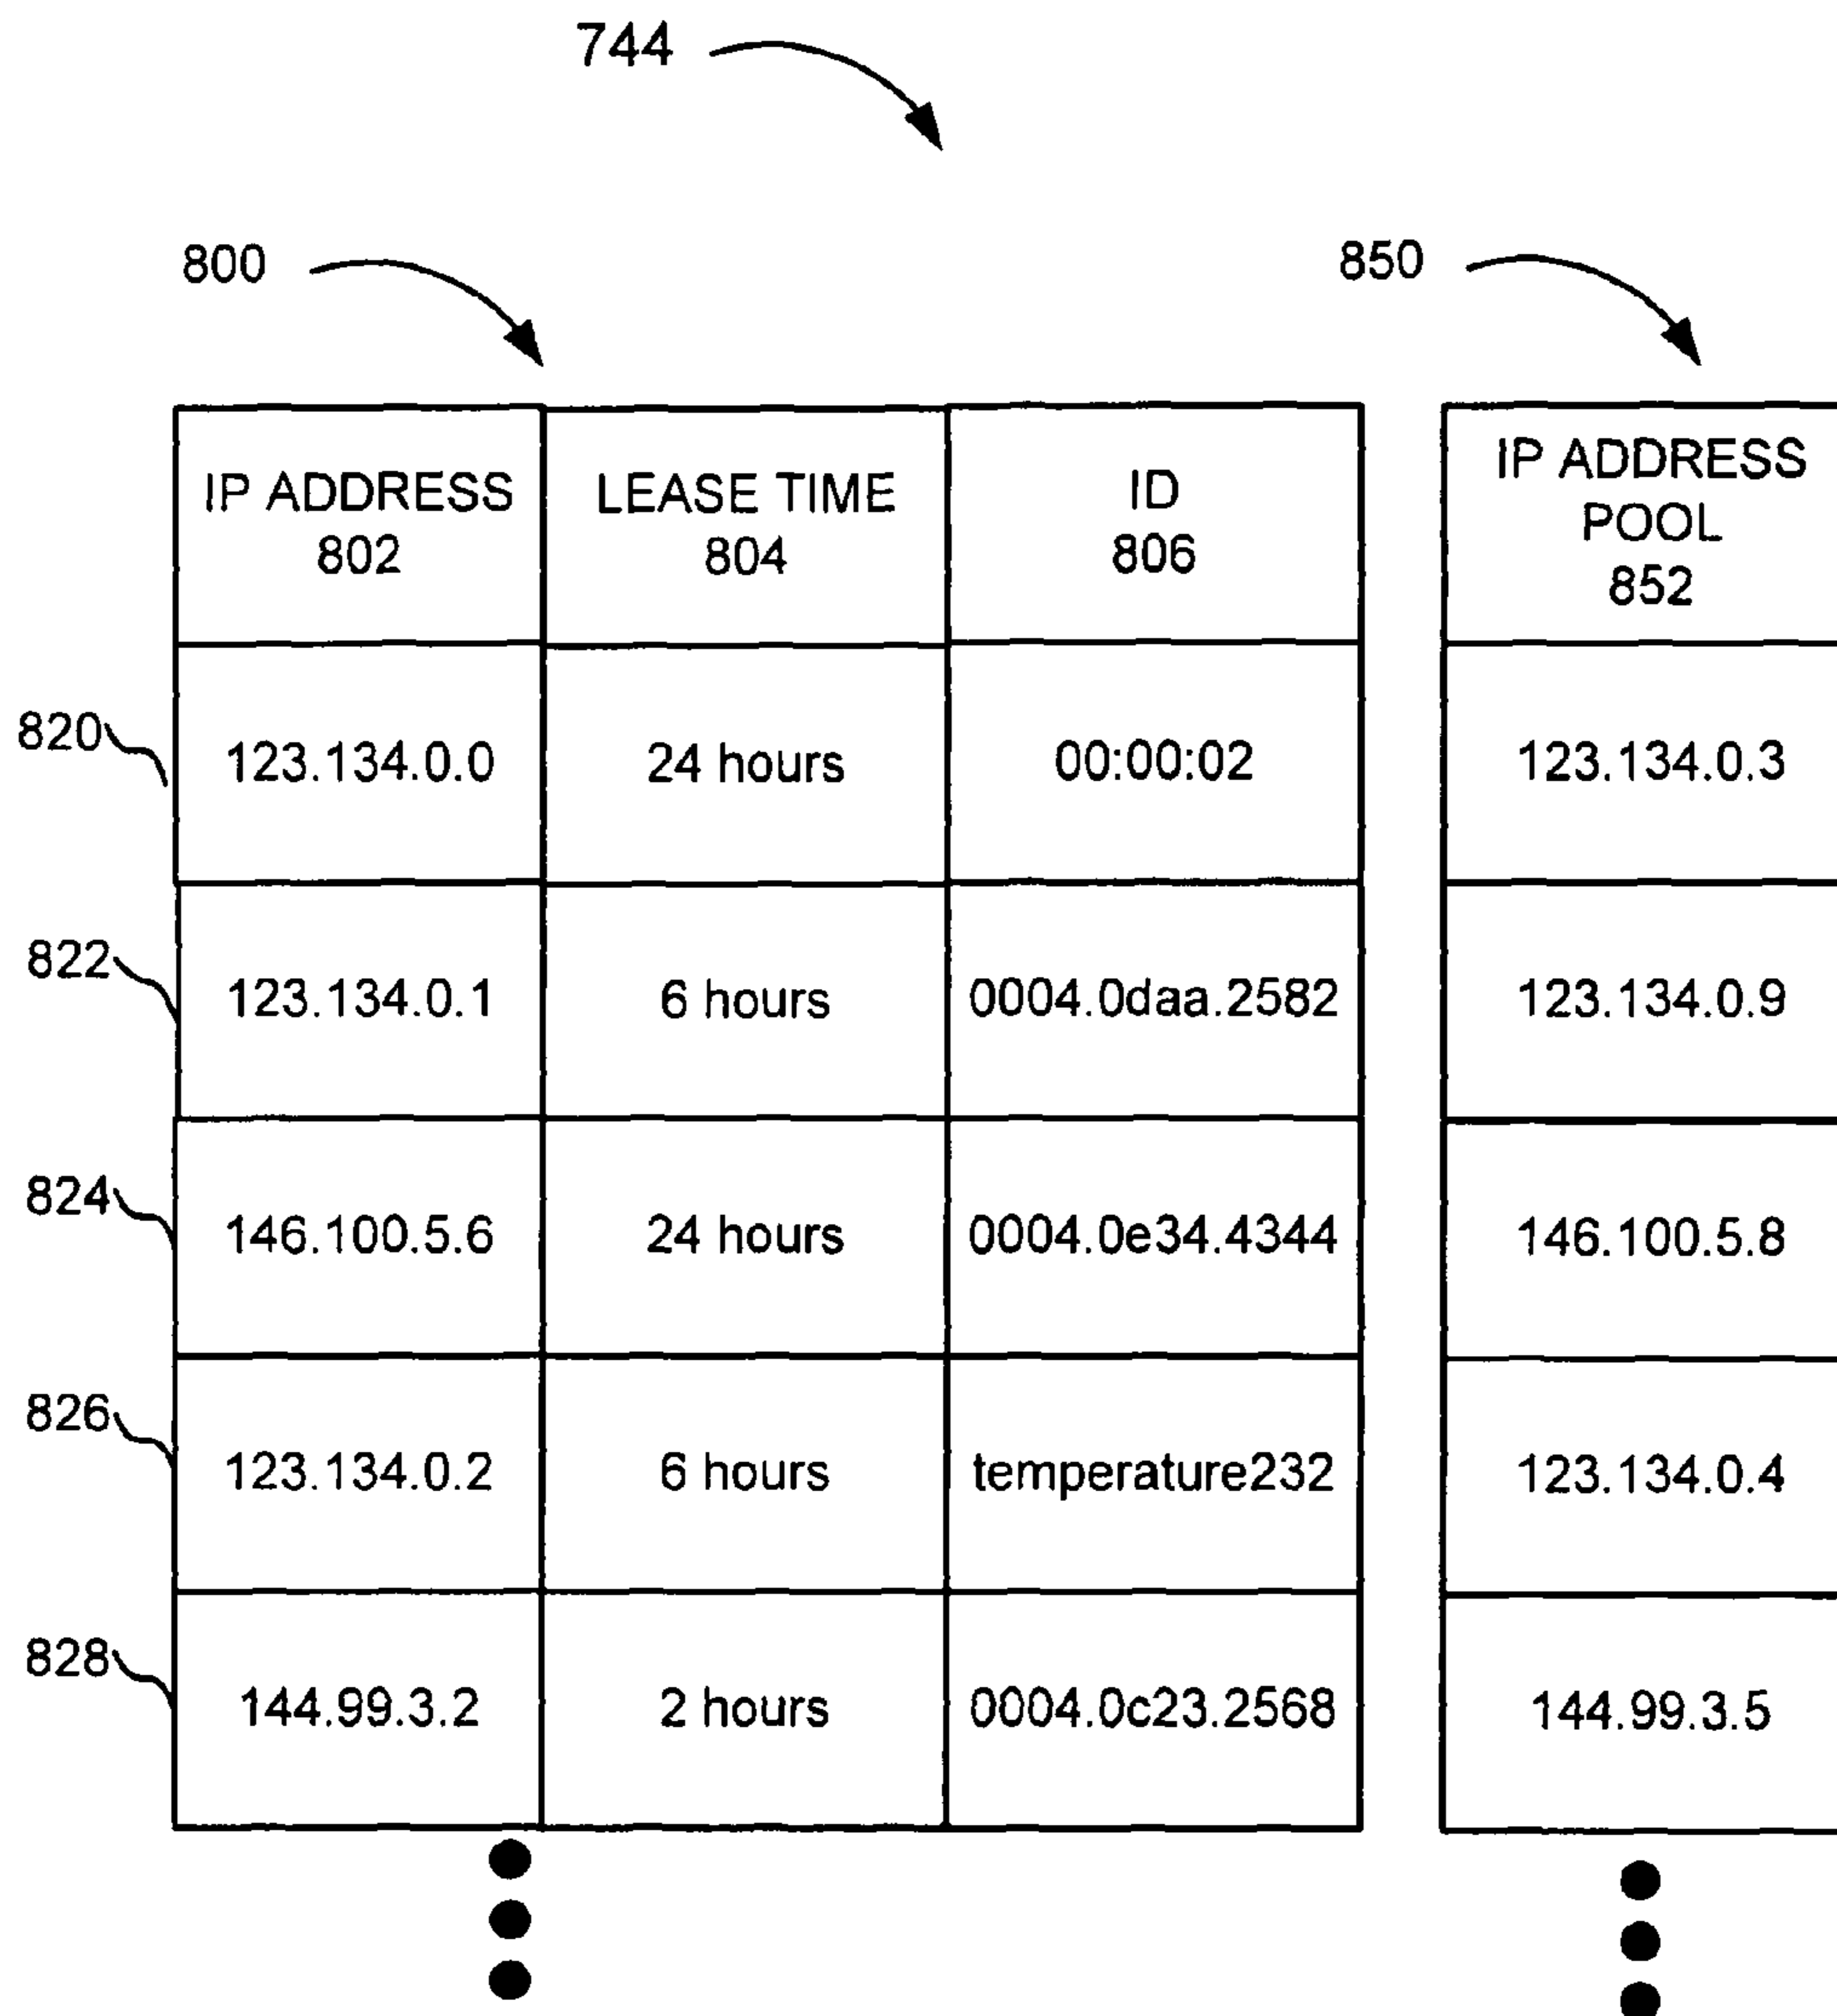 744
800
850
IP ADDRESS
802
LEASE TIME
804
ID
806
IP ADDRESS
POOL
852
820
123.134.0.0
24 hours
00:00:02
123.134.0.3
822
123.134.0.1
6 hours
0004.0daa.2582
123.134.0.9
824
146.100.5.6
24 hours
0004.0e34.4344
146.100.5.8
826
123.134.0.2
6 hours
temperature232
123.134.0.4
828
144.99.3.2
2 hours
0004.0c23.2568
144.99.3.5